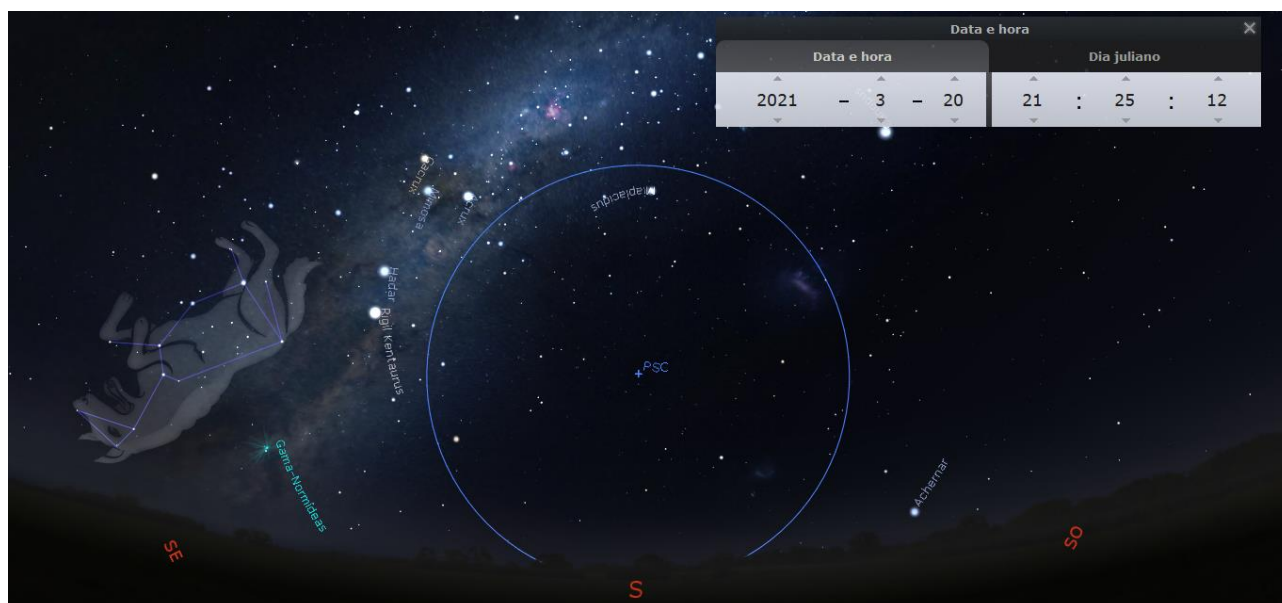 Data e hora
Data e hora Dia juliano
2021 – 3 – 20 21 : 25 : 12
Gacrux
Mimosa
Acrux
Miaplacidus
Hadar
Rigil Kentaurus
PSC
Gama-Normideas
Achernar
SE
S
SO